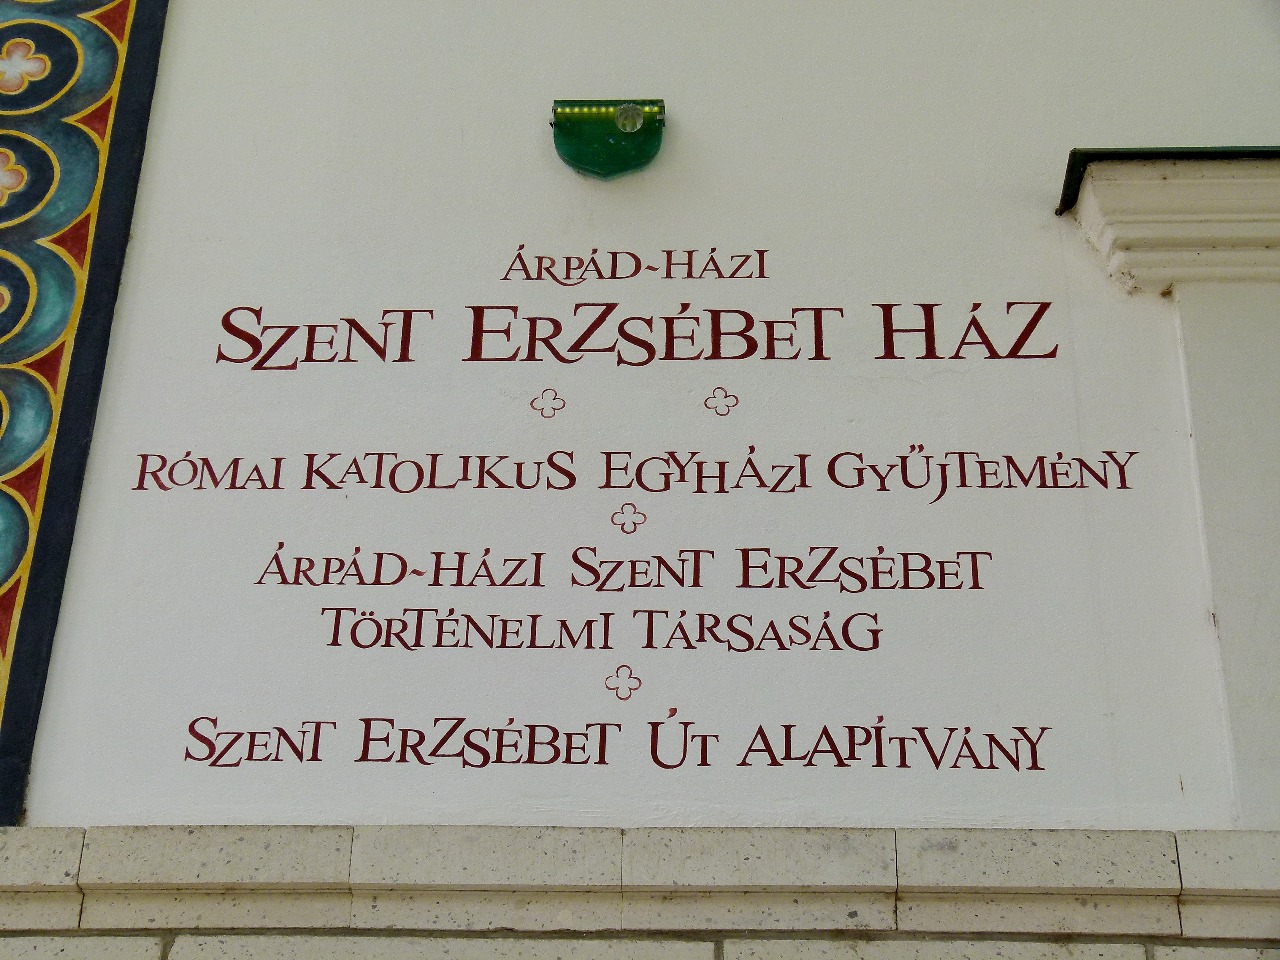 Árpád-házi
Szent Erzsébet Ház
Római Katolikus Egyházi Gyűjtemény
Árpád-házi Szent Erzsébet
Történelmi Társaság
Szent Erzsébet Út Alapítvány